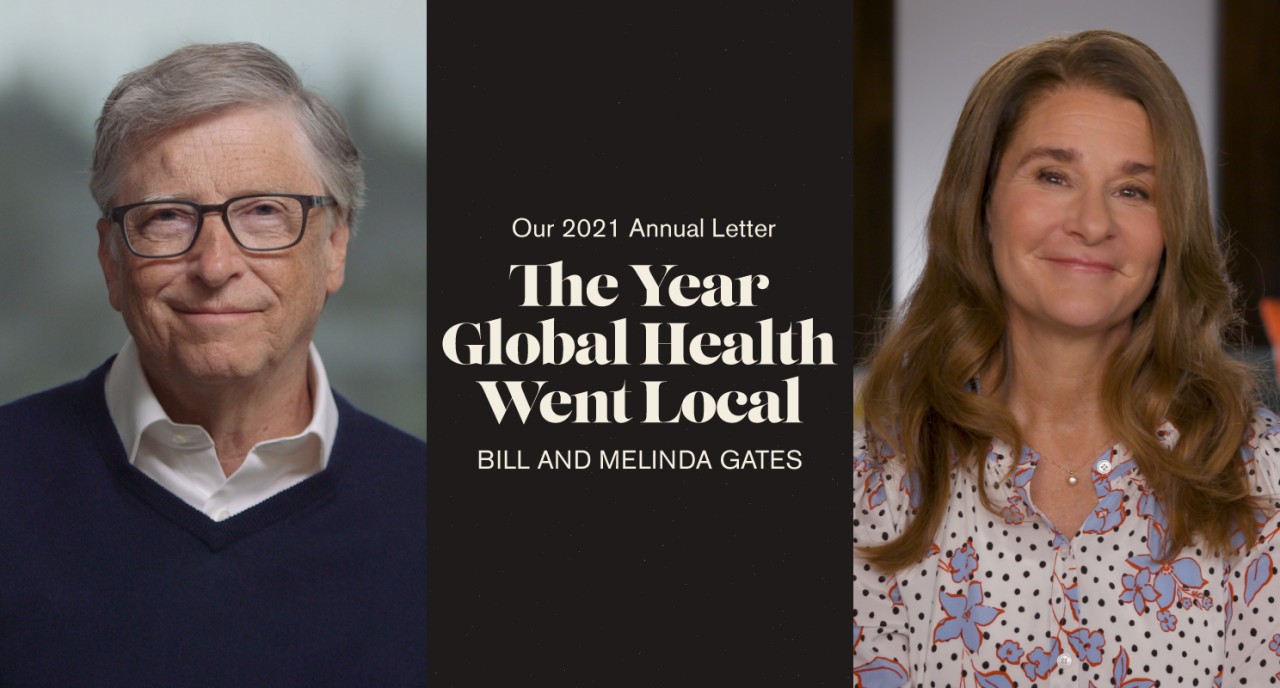 Our 2021 Annual Letter
The Year
Global Health
Went Local
BILL AND MELINDA GATES